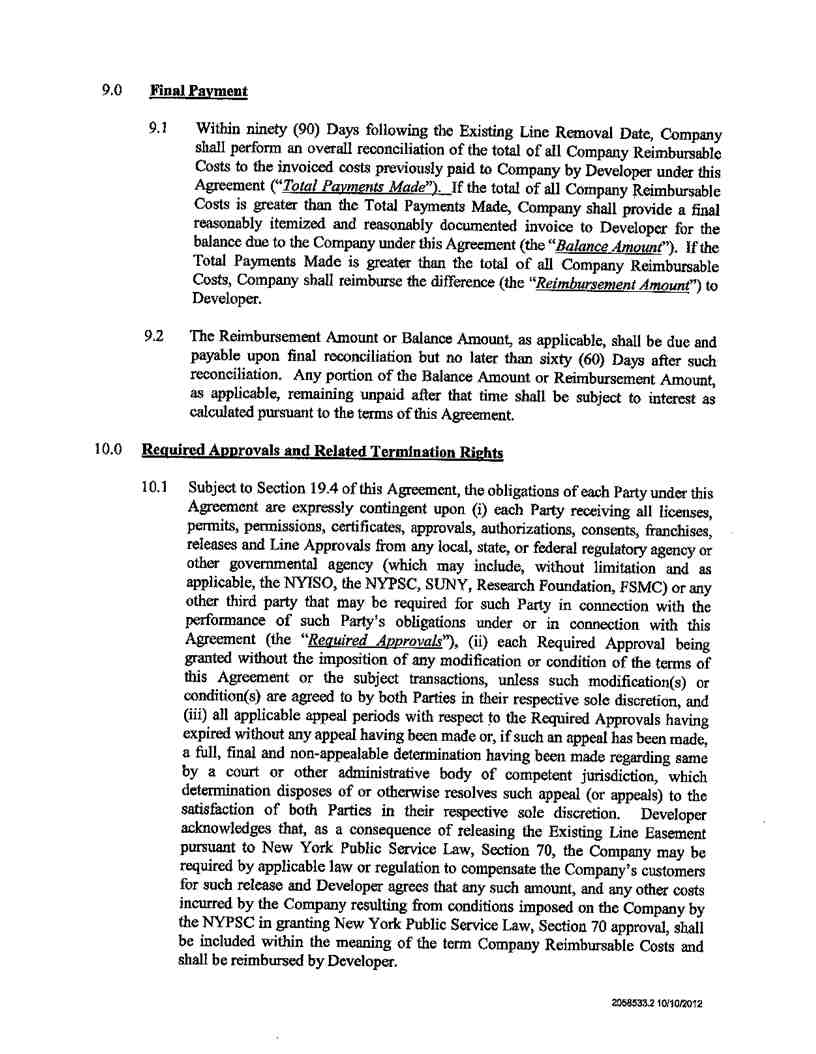 9.0 Final Payment
9.1 Within ninety (90) Days following the Existing Line Removal Date, Company
shall perform an overall reconciliation of the total of all Company Reimbursable
Costs to the invoiced costs previously paid to Company by Developer under this
Agreement (“Total Payments Made”). If the total of all Company Reimbursable
Costs is greater than the Total Payments Made, Company shall provide a final
reasonably itemized and reasonably documented invoice to Developer for the
balance due to the Company under this Agreement (the “Balance Amount”). If the
Total Payments Made is greater than the total of all Company Reimbursable
Costs, Company shall reimburse the difference (the “Reimbursement Amount”) to
Developer.
9.2 The Reimbursement Amount or Balance Amount, as applicable, shall be due and
payable upon final reconciliation but no later than sixty (60) Days after such
reconciliation. Any portion of the Balance Amount or Reimbursement Amount,
as applicable, remaining unpaid after that time shall be subject to interest as
calculated pursuant to the terms of this Agreement.
10.0 Required Approvals and Related Termination Rights
10.1 Subject to Section 19.4 of this Agreement, the obligations of each Party under this
Agreement are expressly contingent upon (i) each Party receiving all licenses,
permits, permissions, certificates, approvals, authorizations, consents, franchises,
releases and Line Approvals from any local, state, or federal regulatory agency or
other governmental agency (which may include, without limitation and as
applicable, the NYISO, the NYPSC, SUNY, Research Foundation, FSMC) or any
other third party that may be required for such Party in connection with the
performance of such Party’s obligations under or in connection with this
Agreement (the “Required Approvals”), (ii) each Required Approval being
granted without the imposition of any modification or condition of the terms of
this Agreement or the subject transactions, unless such modification(s) or
condition(s) are agreed to by both Parties in their respective sole discretion, and
(iii) all applicable appeal periods with respect to the Required Approvals having
expired without any appeal having been made or, if such an appeal has been made,
a full, final and non-appealable determination having been made regarding same
by a court or other administrative body of competent jurisdiction, which
determination disposes of or otherwise resolves such appeal (or appeals) to the
satisfaction of both Parties in their respective sole discretion. Developer
acknowledges that, as a consequence of releasing the Existing Line Easement
pursuant to New York Public Service Law, Section 70, the Company may be
required by applicable law or regulation to compensate the Company’s customers
for such release and Developer agrees that any such amount, and any other costs
incurred by the Company resulting from conditions imposed on the Company by
the NYPSC in granting New York Public Service Law, Section 70 approval, shall
be included within the meaning of the term Company Reimbursable Costs and
shall be reimbursed by Developer.
2058533.2 10/10/2012